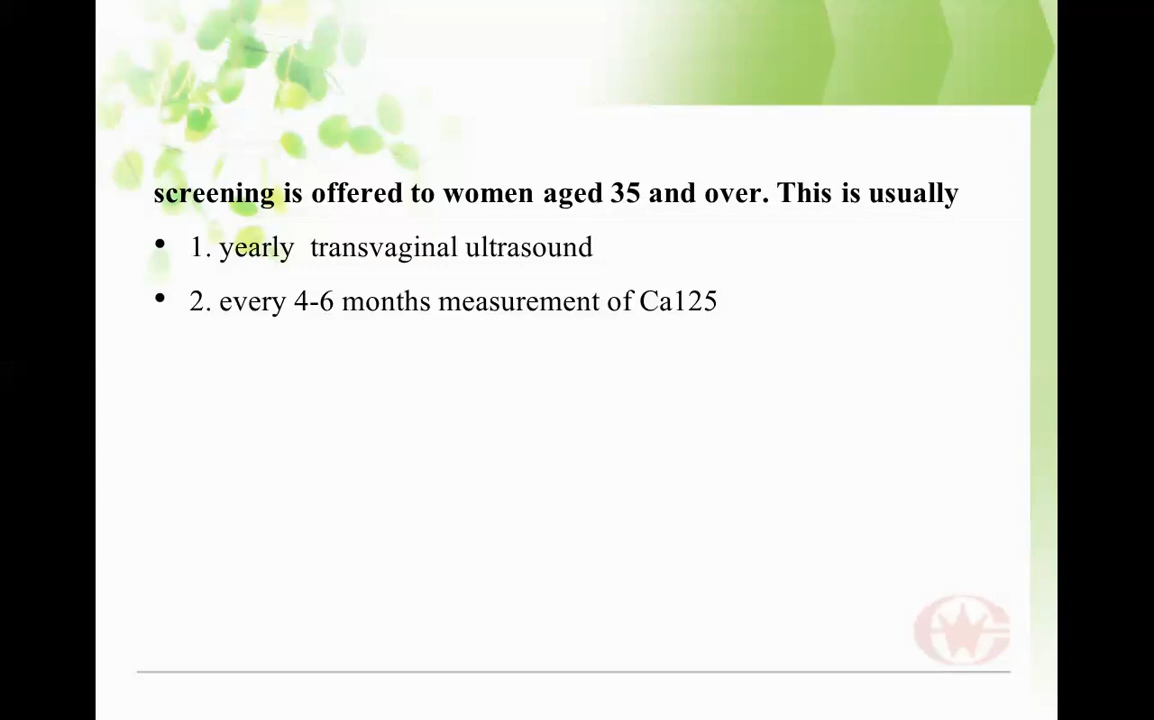 screening is offered to women aged 35 and over. This is usually
• 1. yearly transvaginal ultrasound
• 2. every 4-6 months measurement of Ca125